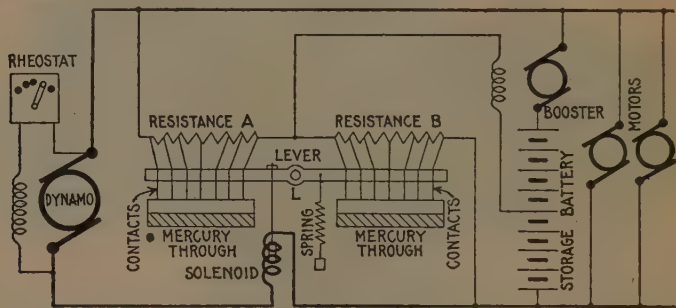 RHEOSTAT
DYNAMO
RESISTANCE A
RESISTANCE B
LEVER
L
CONTACTS
MERCURY
THROUGH
SOLENOID
SPRING
MERCURY
THROUGH
CONTACTS
BOOSTER
MOTORS
STORAGE BATTERY